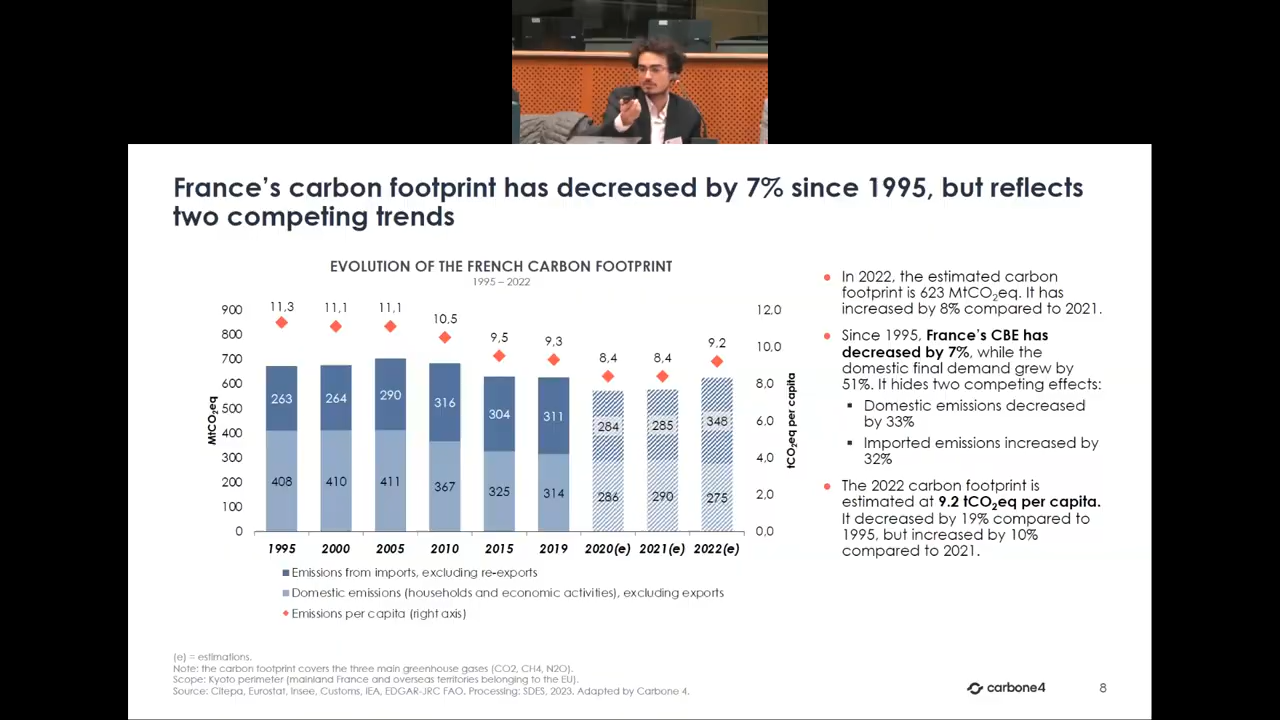 France's carbon footprint has decreased by 7% since 1995, but reflects
two competing trends
EVOLUTION OF THE FRENCH CARBON FOOTPRINT
1995 – 2022
MtCO₂eq
900
800
700
600
500
400
300
200
100
0
11,3
11,1
11,1
10,5
9,5
9,3
8,4
8,4
9,2
263
264
290
316
304
311
284
285
348
408
410
411
367
325
314
286
290
275
1995
2000
2005
2010
2015
2019
2020(e)
2021(e)
2022(e)
12,0
10,0
8,0
6,0
4,0
2,0
0,0
tCO₂eq per capita
Emissions from imports, excluding re-exports
Domestic emissions (households and economic activities), excluding exports
Emissions per capita (right axis)
In 2022, the estimated carbon
footprint is 623 MtCO₂eq. It has
increased by 8% compared to 2021.
Since 1995, France's CBE has
decreased by 7%, while the
domestic final demand grew by
51%. It hides two competing effects:
Domestic emissions decreased
by 33%
Imported emissions increased by
32%
The 2022 carbon footprint is
estimated at 9.2 tCO₂eq per capita.
It decreased by 19% compared to
1995, but increased by 10%
compared to 2021.
(e) = estimations.
Note: the carbon footprint covers the three main greenhouse gases (CO2, CH4, N2O).
Scope: Kyoto perimeter (mainland France and overseas territories belonging to the EU).
Source: Citepa, Eurostat, Insee, Customs, IEA, EDGAR-JRC FAO. Processing: SDES, 2023. Adapted by Carbone 4.
carbone4
8